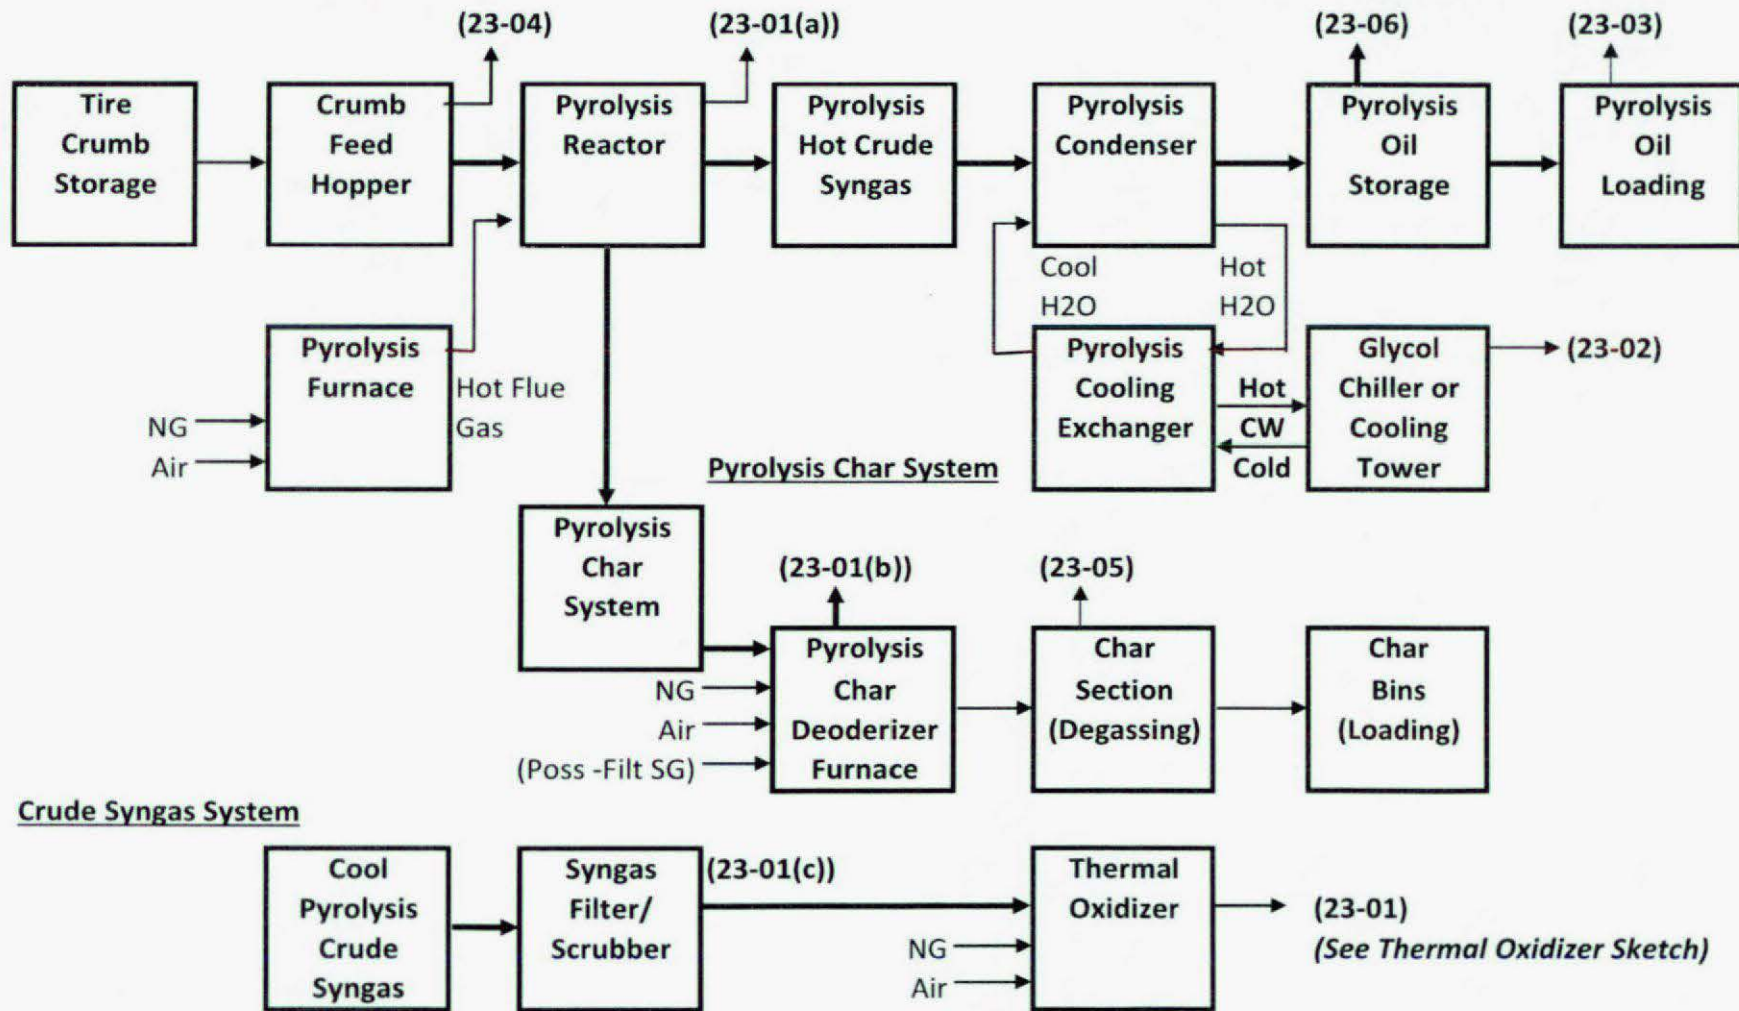 (23-04)
(23-01(a))
(23-06)
(23-03)
Tire
Crumb
Storage
Crumb
Feed
Hopper
Pyrolysis
Reactor
Pyrolysis
Hot Crude
Syngas
Pyrolysis
Condenser
Pyrolysis
Oil
Storage
Pyrolysis
Oil
Loading
Cool
H2O
Hot
H2O
Pyrolysis
Furnace
Hot Flue
Gas
NG
Air
Pyrolysis
Cooling
Exchanger
Hot
CW
Cold
Glycol
Chiller or
Cooling
Tower
(23-02)
Pyrolysis Char System
Pyrolysis
Char
System
(23-01(b))
(23-05)
NG
Air
(Poss -Filt SG)
Pyrolysis
Char
Deoderizer
Furnace
Char
Section
(Degassing)
Char
Bins
(Loading)
Crude Syngas System
Cool
Pyrolysis
Crude
Syngas
Syngas
Filter/
Scrubber
(23-01(c))
NG
Air
Thermal
Oxidizer
(23-01)
(See Thermal Oxidizer Sketch)